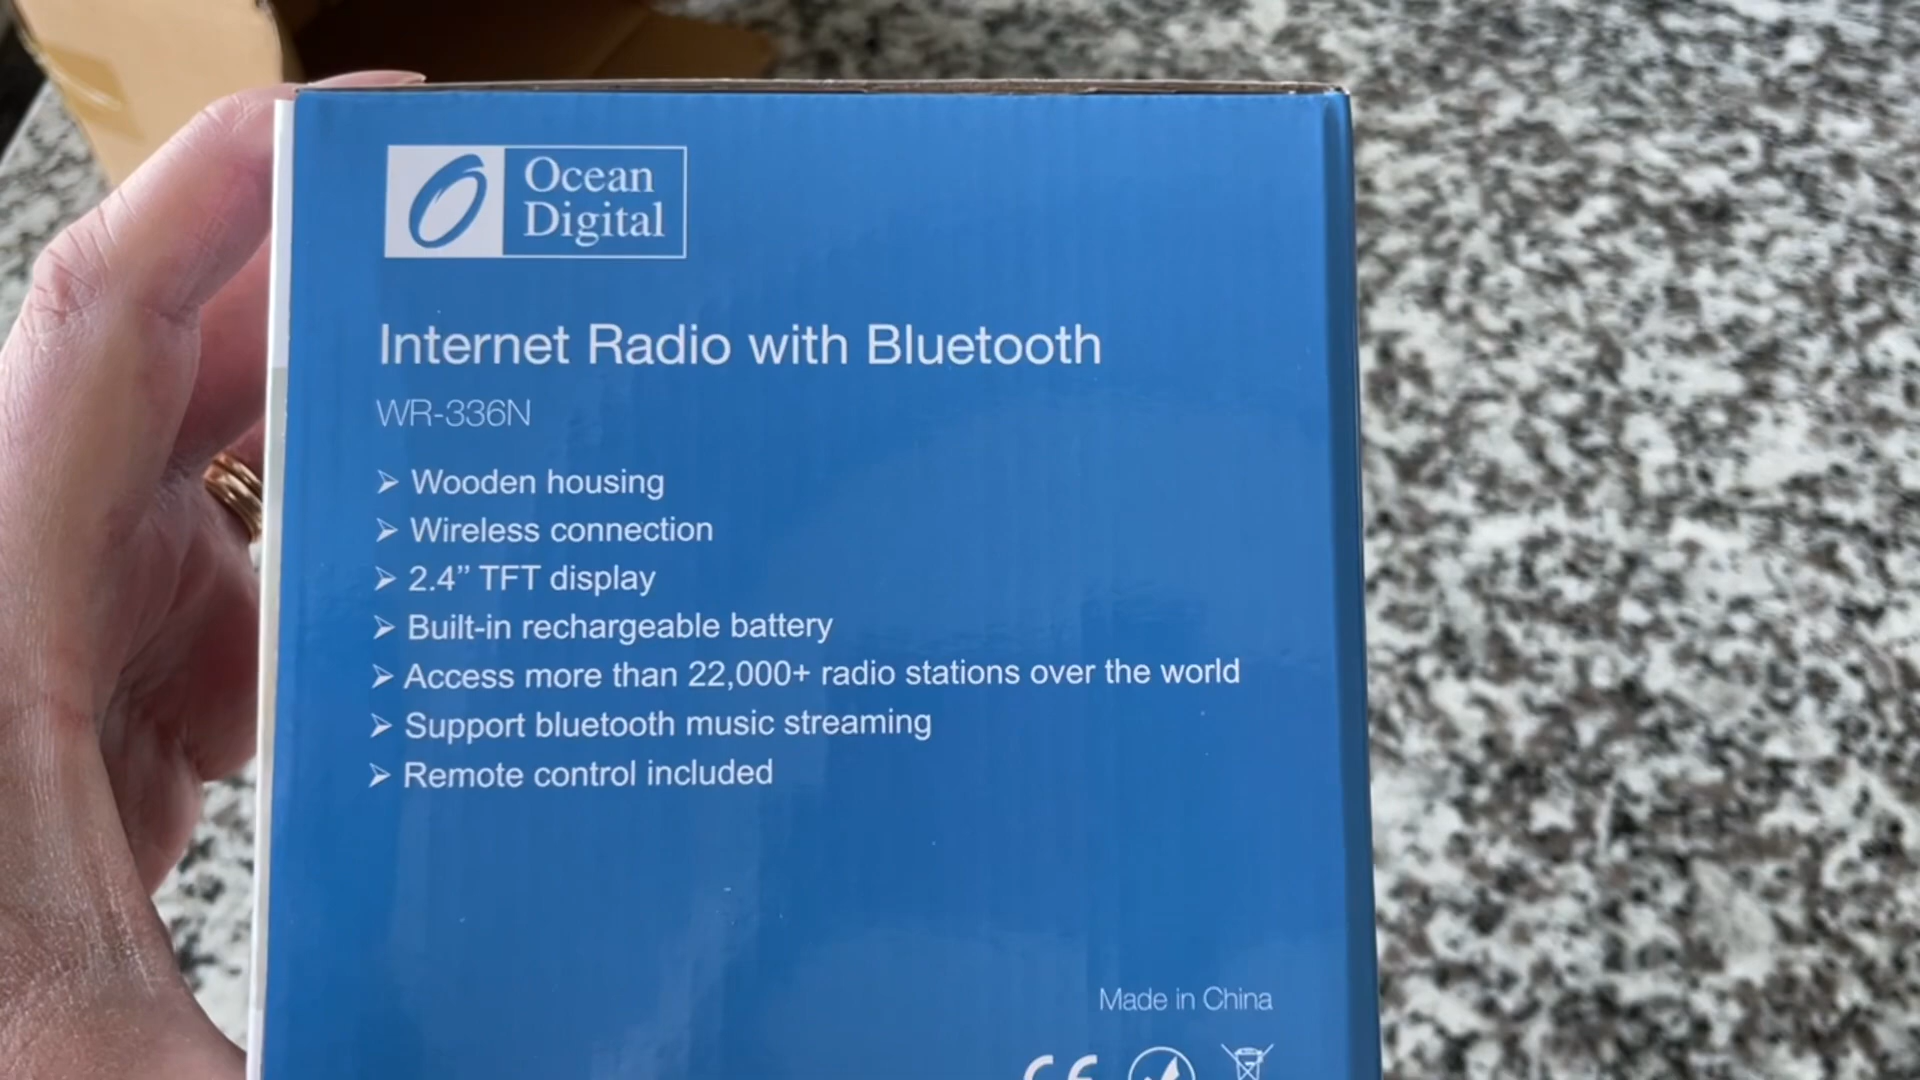 Ocean
Digital
Internet Radio with Bluetooth
WR-336N
➢ Wooden housing
➢ Wireless connection
➢ 2.4” TFT display
➢ Built-in rechargeable battery
➢ Access more than 22,000+ radio stations over the world
➢ Support bluetooth music streaming
➢ Remote control included
Made in China
CE